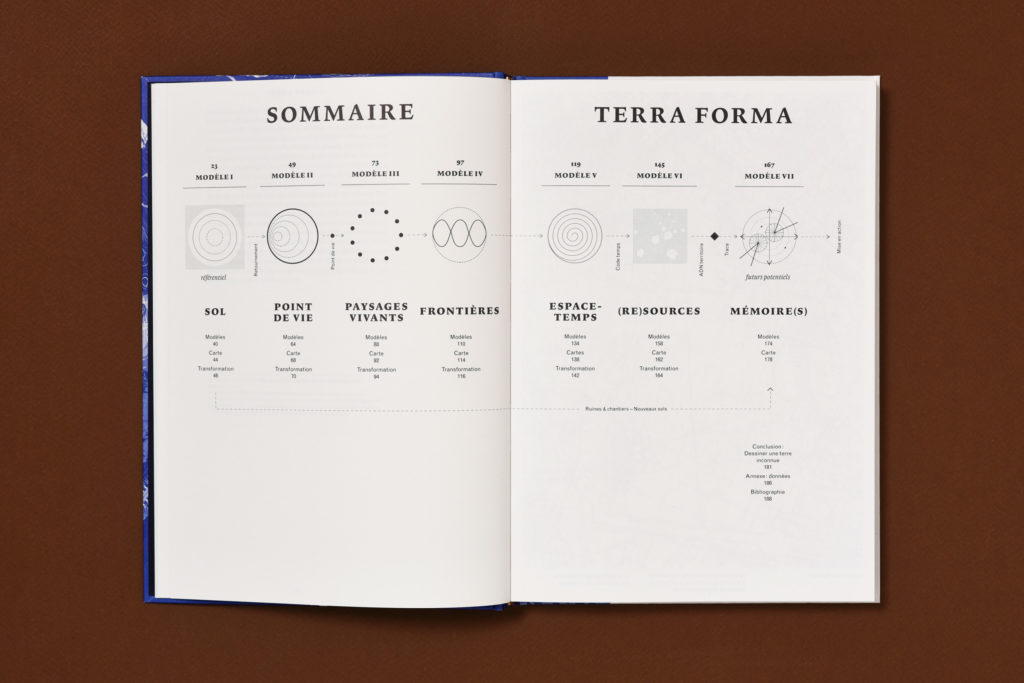 SOMMAIRE
23
MODÈLE I
49
MODÈLE II
73
MODÈLE III
97
MODÈLE IV
référentiel
Retournement
Point de vie
SOL
POINT
DE VIE
PAYSAGES
VIVANTS
FRONTIÈRES
Modèles
40
Carte
44
Transformation
46
Modèles
64
Carte
68
Transformation
70
Modèles
88
Carte
92
Transformation
94
Modèles
110
Carte
114
Transformation
116
TERRA FORMA
119
MODÈLE V
145
MODÈLE VI
167
MODÈLE VII
Code temps
ADN territoire
Trace
Mise en action
futurs potentiels
ESPACE-
TEMPS
(RE)SOURCES
MÉMOIRE(S)
Modèles
134
Cartes
138
Transformation
142
Modèles
158
Carte
162
Transformation
164
Modèles
174
Carte
178
Ruines & chantiers – Nouveaux sols
Conclusion :
Dessiner une terre
inconnue
181
Annexe : données
186
Bibliographie
188